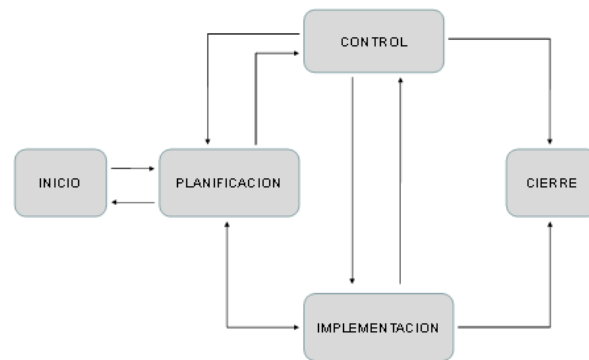 CONTROL
INICIO
PLANIFICACION
CIERRE
IMPLEMENTACION